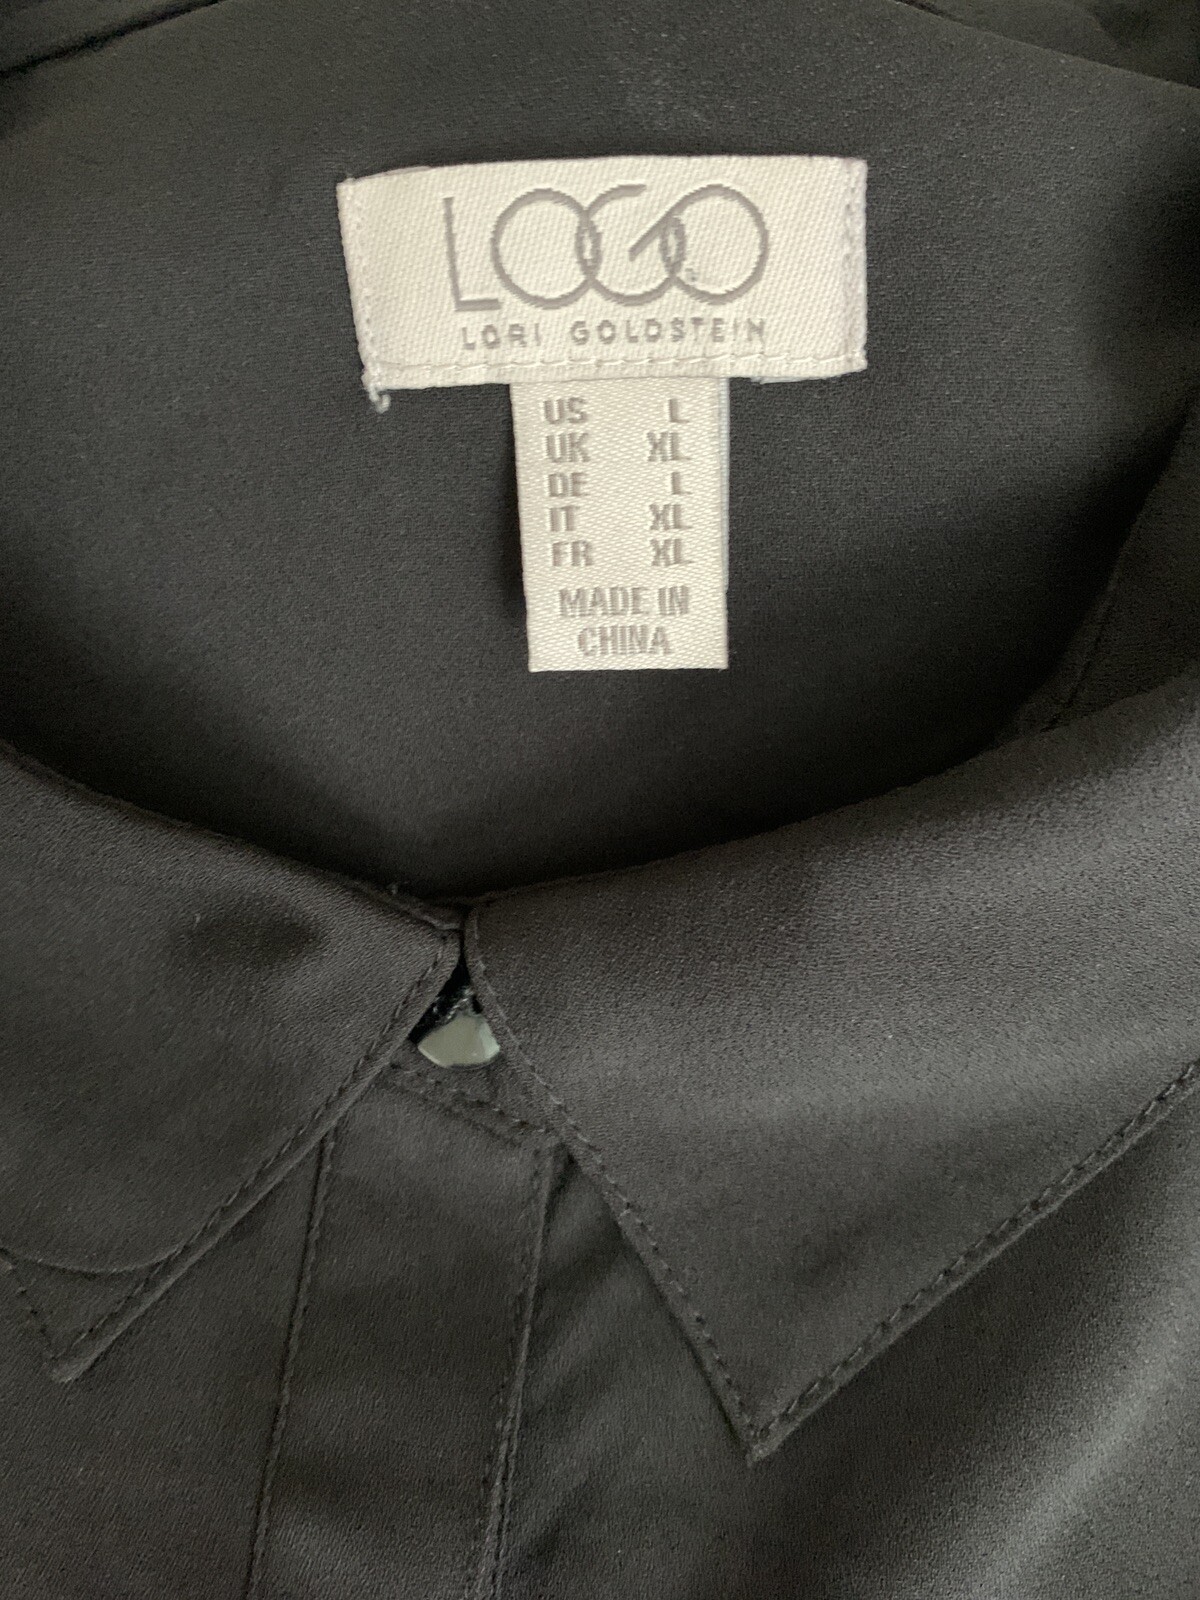 LOGO
LORI GOLDSTEIN
US L
UK XL
DE L
IT XL
FR XL
MADE IN
CHINA